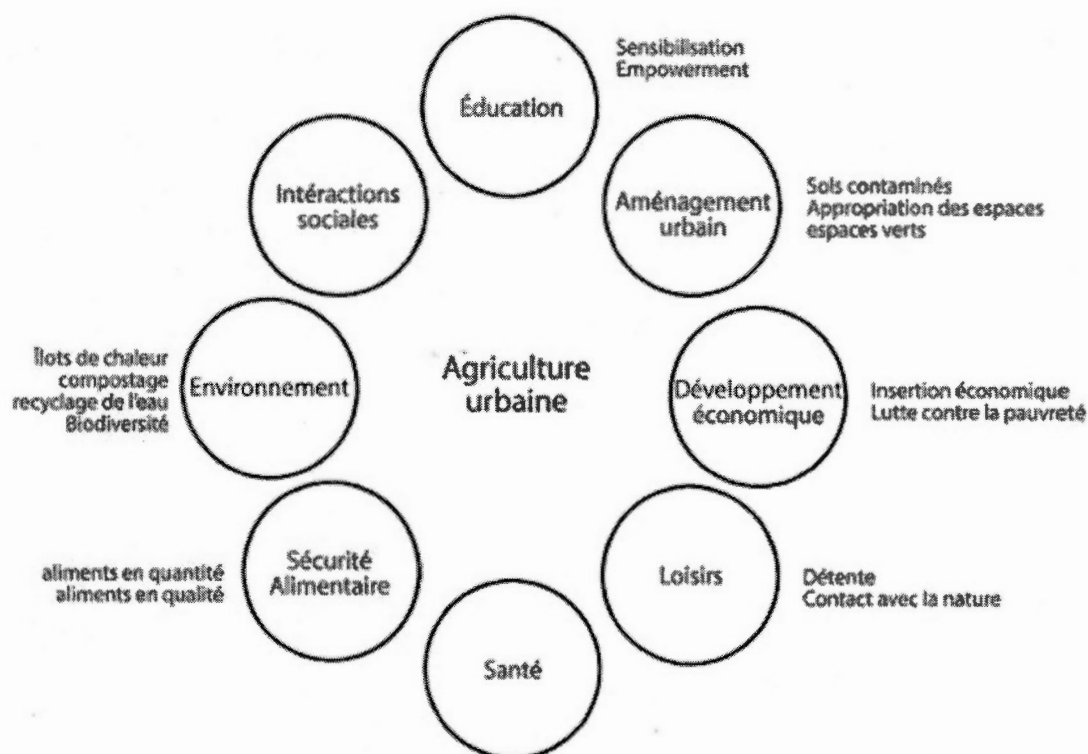 Sensibilisation
Empowerment
Éducation
Intéractions
sociales
Aménagement
urbain
Sols contaminés
Appropriation des espaces
espaces verts
Îlots de chaleur
compostage
recyclage de l'eau
Biodiversité
Environnement
Agriculture
urbaine
Développement
économique
Insertion économique
Lutte contre la pauvreté
aliments en quantité
aliments en qualité
Sécurité
Alimentaire
Loisirs
Détente
Contact avec la nature
Santé